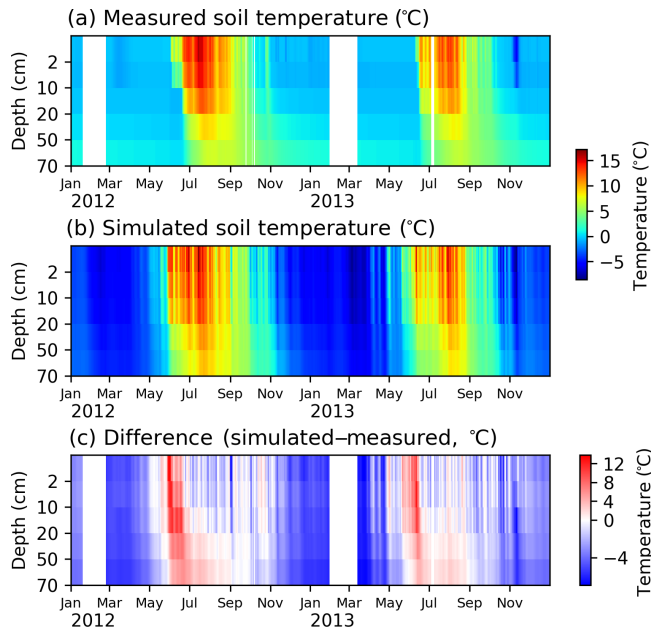 (a) Measured soil temperature (°C)
Depth (cm)
2
10
20
50
70
Jan Mar May Jul Sep Nov Jan Mar May Jul Sep Nov
2012 2013
(b) Simulated soil temperature (°C)
Depth (cm)
2
10
20
50
70
Jan Mar May Jul Sep Nov Jan Mar May Jul Sep Nov
2012 2013
15
10
5
0
−5
Temperature (°C)
(c) Difference (simulated–measured, °C)
Depth (cm)
2
10
20
50
70
Jan Mar May Jul Sep Nov Jan Mar May Jul Sep Nov
2012 2013
12
8
4
0
−4
Temperature (°C)